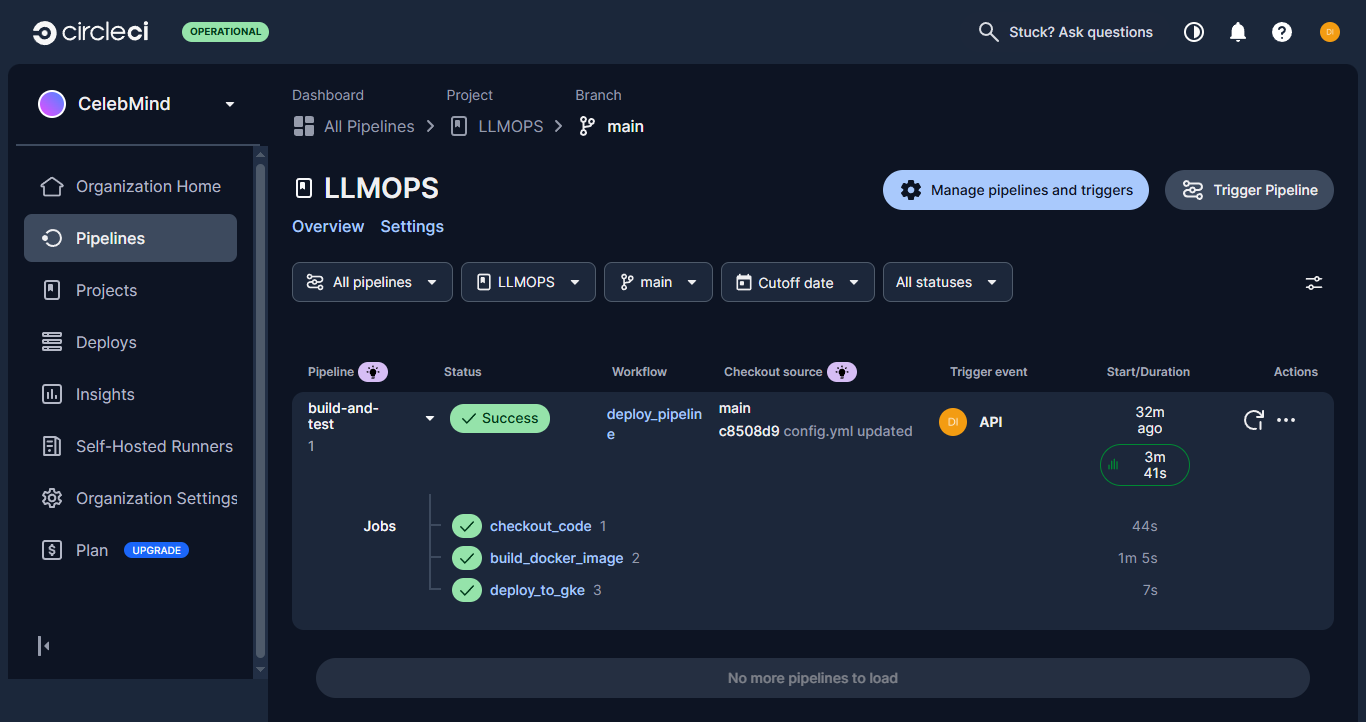 circleci
OPERATIONAL
Stuck? Ask questions
DI
CelebMind
Organization Home
Pipelines
Projects
Deploys
Insights
Self-Hosted Runners
Organization Settings
Plan UPGRADE
Dashboard Project Branch
All Pipelines LLMOPS main
LLMOPS
Manage pipelines and triggers
Trigger Pipeline
Overview Settings
All pipelines LLMOPS main Cutoff date All statuses
Pipeline Status Workflow Checkout source Trigger event Start/Duration Actions
build-and-
test
1
Success
deploy_pipelin
e
main
c8508d9 config.yml updated
DI API
32m
ago
3m
41s
Jobs
checkout_code 1 44s
build_docker_image 2 1m 5s
deploy_to_gke 3 7s
No more pipelines to load